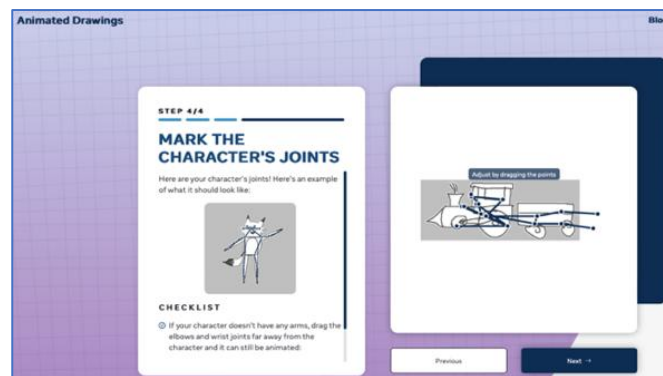 Animated Drawings
Blo
STEP 4/4
MARK THE
CHARACTER'S JOINTS
Here are your character's joints! Here's an example
of what it should look like:
CHECKLIST
If your character doesn't have any arms, drag the
elbows and wrist joints far away from the
character and it can still be animated:
Adjust by dragging the points
Previous
Next →